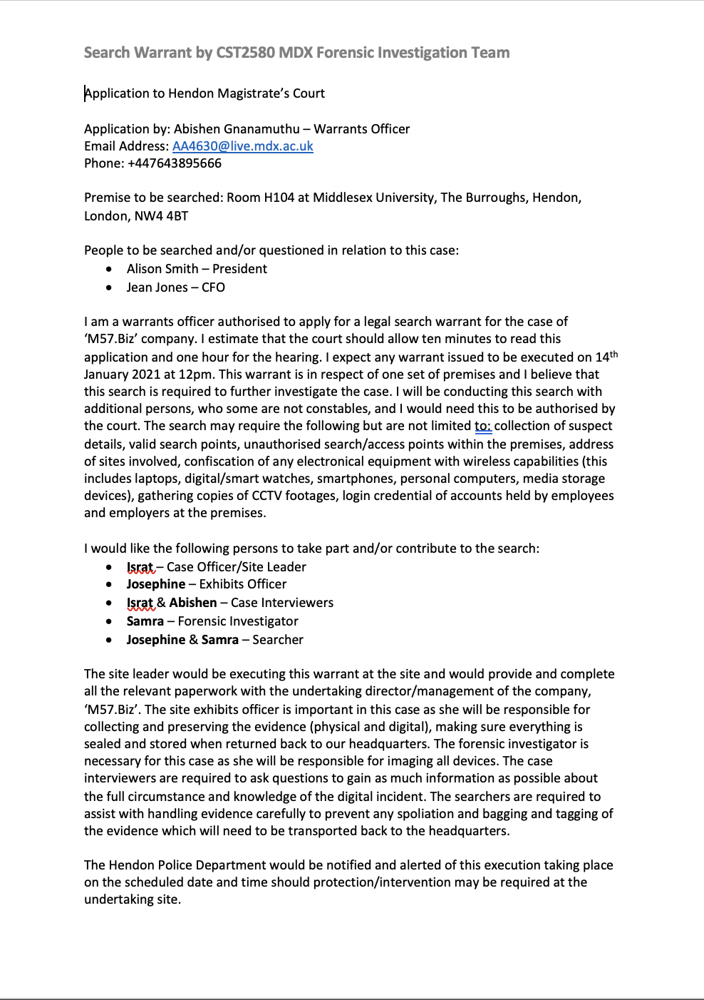 Search Warrant by CST2580 MDX Forensic Investigation Team
Application to Hendon Magistrate’s Court
Application by: Abishen Gnanamuthu – Warrants Officer
Email Address: AA4630@live.mdx.ac.uk
Phone: +447643895666
Premise to be searched: Room H104 at Middlesex University, The Burroughs, Hendon,
London, NW4 4BT
People to be searched and/or questioned in relation to this case:
• Alison Smith – President
• Jean Jones – CFO
I am a warrants officer authorised to apply for a legal search warrant for the case of
‘M57.Biz’ company. I estimate that the court should allow ten minutes to read this
application and one hour for the hearing. I expect any warrant issued to be executed on 14th
January 2021 at 12pm. This warrant is in respect of one set of premises and I believe that
this search is required to further investigate the case. I will be conducting this search with
additional persons, who some are not constables, and I would need this to be authorised by
the court. The search may require the following but are not limited to: collection of suspect
details, valid search points, unauthorised search/access points within the premises, address
of sites involved, confiscation of any electronical equipment with wireless capabilities (this
includes laptops, digital/smart watches, smartphones, personal computers, media storage
devices), gathering copies of CCTV footages, login credential of accounts held by employees
and employers at the premises.
I would like the following persons to take part and/or contribute to the search:
• Israt – Case Officer/Site Leader
• Josephine – Exhibits Officer
• Israt & Abishen – Case Interviewers
• Samra – Forensic Investigator
• Josephine & Samra – Searcher
The site leader would be executing this warrant at the site and would provide and complete
all the relevant paperwork with the undertaking director/management of the company,
‘M57.Biz’. The site exhibits officer is important in this case as she will be responsible for
collecting and preserving the evidence (physical and digital), making sure everything is
sealed and stored when returned back to our headquarters. The forensic investigator is
necessary for this case as she will be responsible for imaging all devices. The case
interviewers are required to ask questions to gain as much information as possible about
the full circumstance and knowledge of the digital incident. The searchers are required to
assist with handling evidence carefully to prevent any spoliation and bagging and tagging of
the evidence which will need to be transported back to the headquarters.
The Hendon Police Department would be notified and alerted of this execution taking place
on the scheduled date and time should protection/intervention may be required at the
undertaking site.